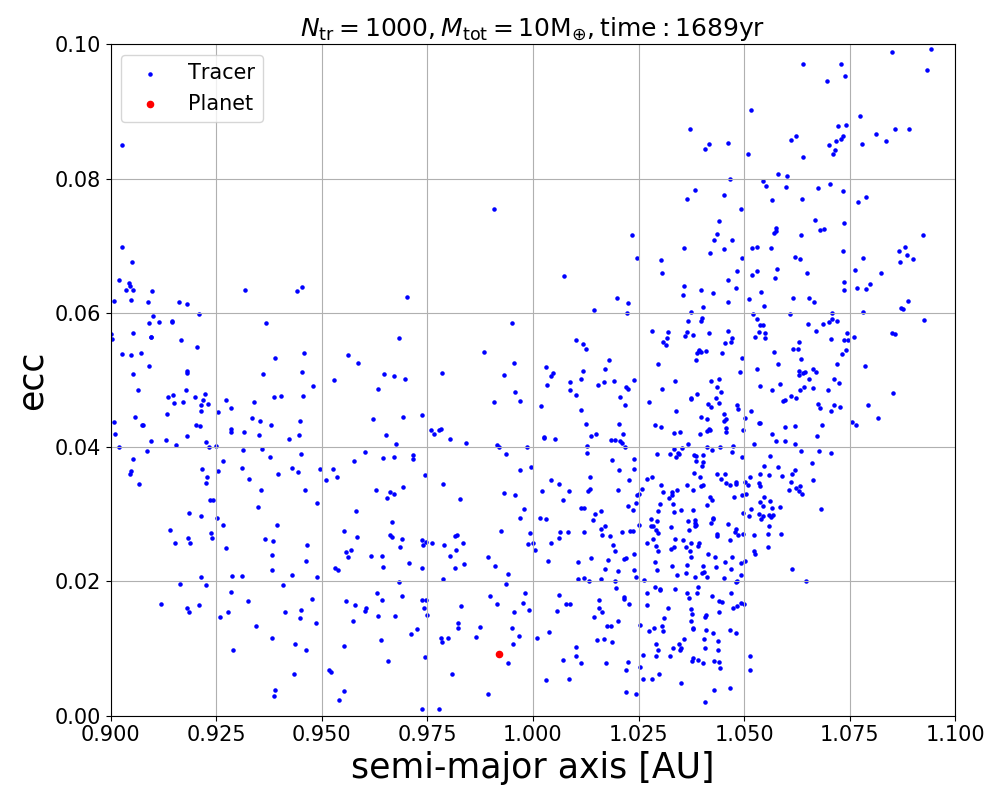 N_tr = 1000, M_tot = 10M_⊕, time : 1689yr
Tracer
Planet
ecc
0.10
0.08
0.06
0.04
0.02
0.00
0.900 0.925 0.950 0.975 1.000 1.025 1.050 1.075 1.100
semi-major axis [AU]